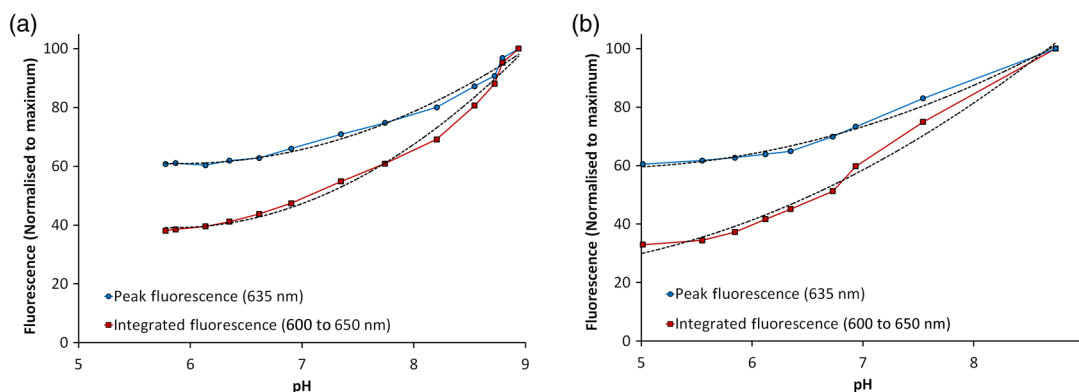 (a)
Fluorescence (Normalised to maximum)
100
80
60
40
20
0
Peak fluorescence (635 nm)
Integrated fluorescence (600 to 650 nm)
5 6 7 8 9
pH
(b)
Fluorescence (Normalised to maximum)
100
80
60
40
20
0
Peak fluorescence (635 nm)
Integrated fluorescence (600 to 650 nm)
5 6 7 8
pH